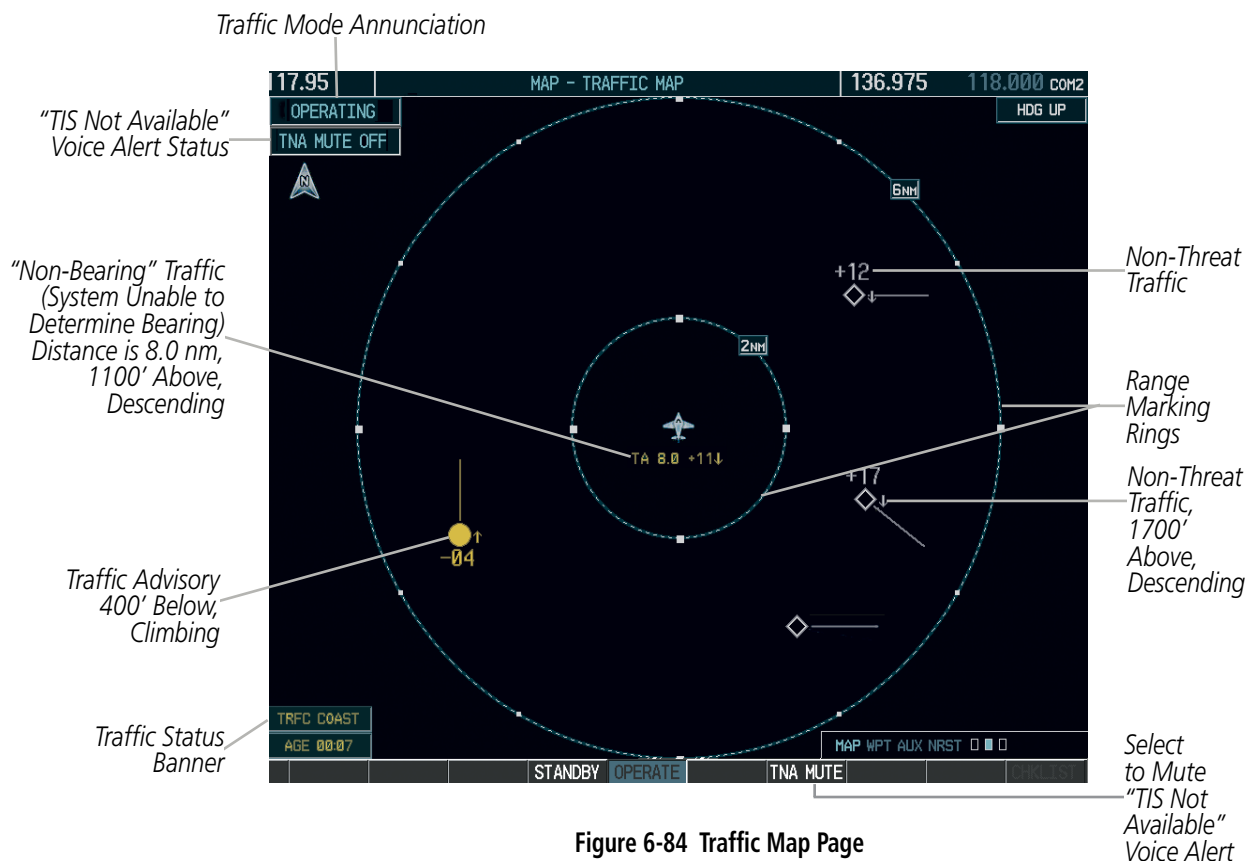 Traffic Mode Annunciation
117.95
MAP – TRAFFIC MAP
136.975
118.000 COM2
OPERATING
HDG UP
“TIS Not Available”
Voice Alert Status
TNA MUTE OFF
N
6NM
“Non-Bearing” Traffic
(System Unable to
Determine Bearing)
Distance is 8.0 nm,
1100’ Above,
Descending
+12
Non-Threat
Traffic
2NM
Range
Marking
Rings
TA 8.0 +11↓
+17
Non-Threat
Traffic,
1700’
Above,
Descending
-04
Traffic Advisory
400’ Below,
Climbing
TRFC COAST
AGE 00:07
Traffic Status
Banner
MAP WPT AUX NRST
STANDBY
OPERATE
TNA MUTE
CHKLIST
Select
to Mute
“TIS Not
Available”
Voice Alert
Figure 6-84 Traffic Map Page